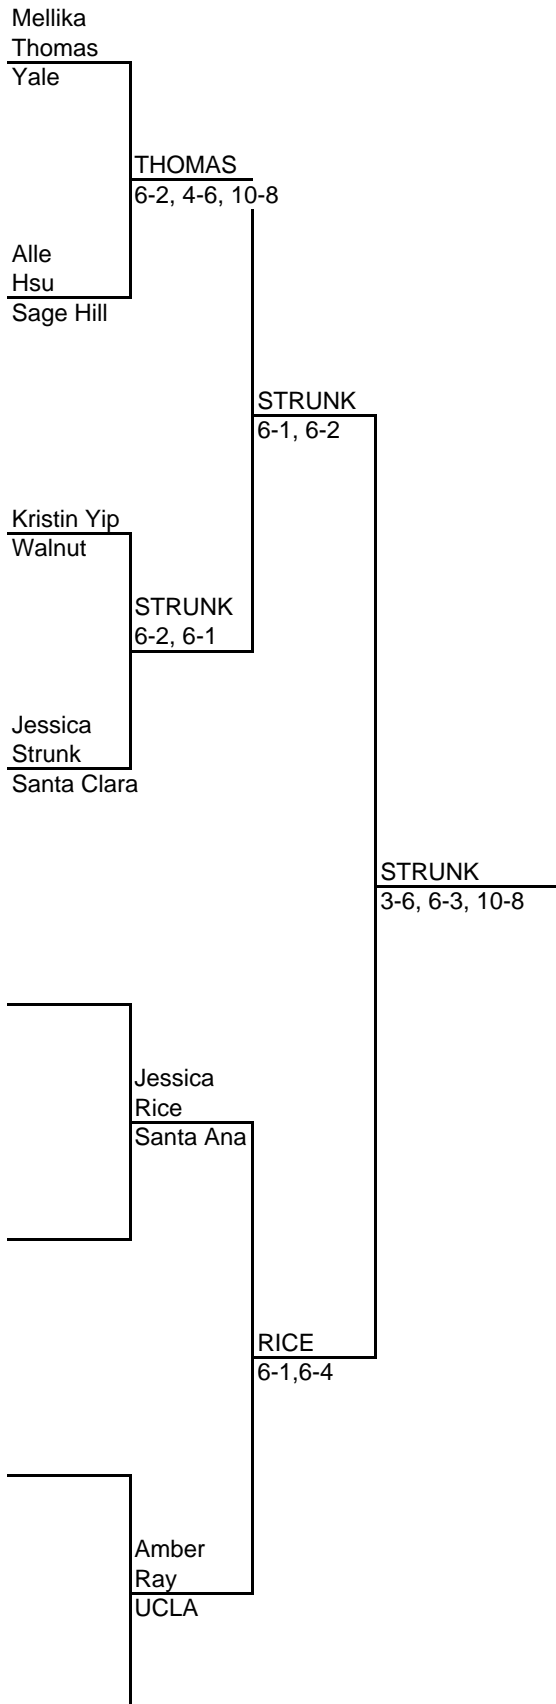 Mellika
Thomas
Yale
THOMAS
6-2, 4-6, 10-8
Alle
Hsu
Sage Hill
STRUNK
6-1, 6-2
Kristin Yip
Walnut
STRUNK
6-2, 6-1
Jessica
Strunk
Santa Clara
STRUNK
3-6, 6-3, 10-8
Jessica
Rice
Santa Ana
RICE
6-1,6-4
Amber
Ray
UCLA